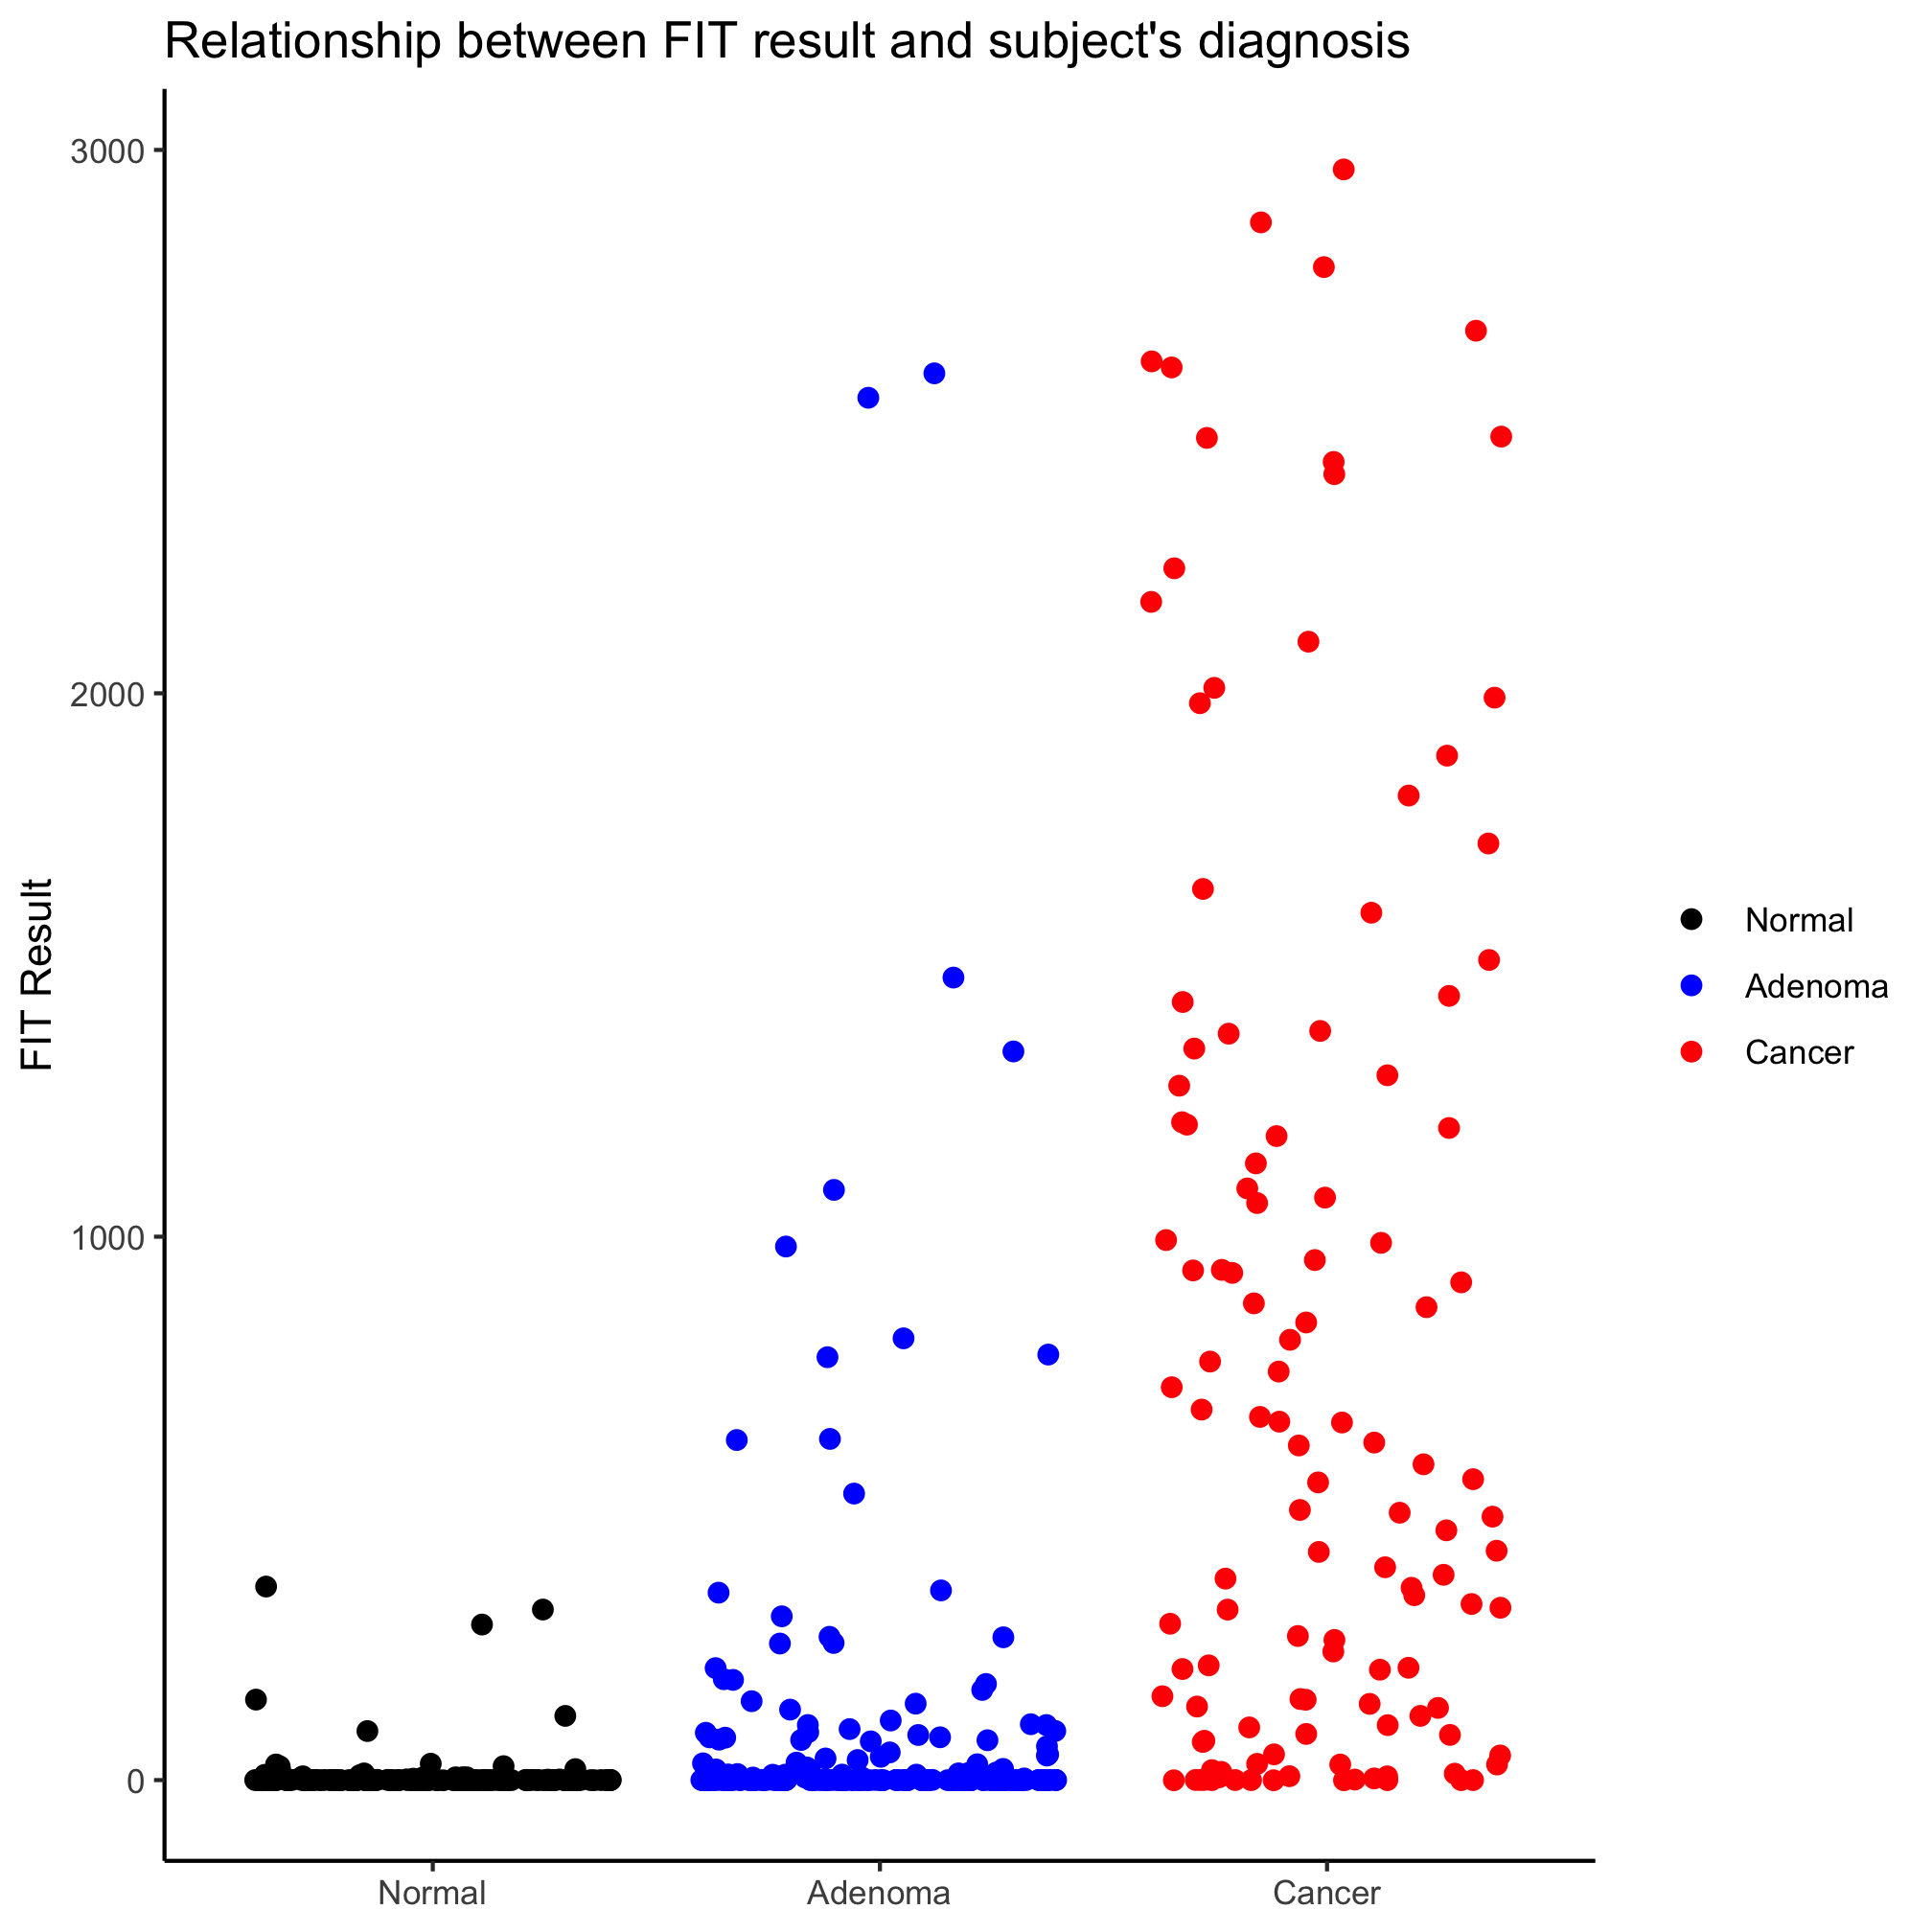 Relationship between FIT result and subject's diagnosis
3000
2000
1000
0
FIT Result
Normal
Adenoma
Cancer
Normal
Adenoma
Cancer